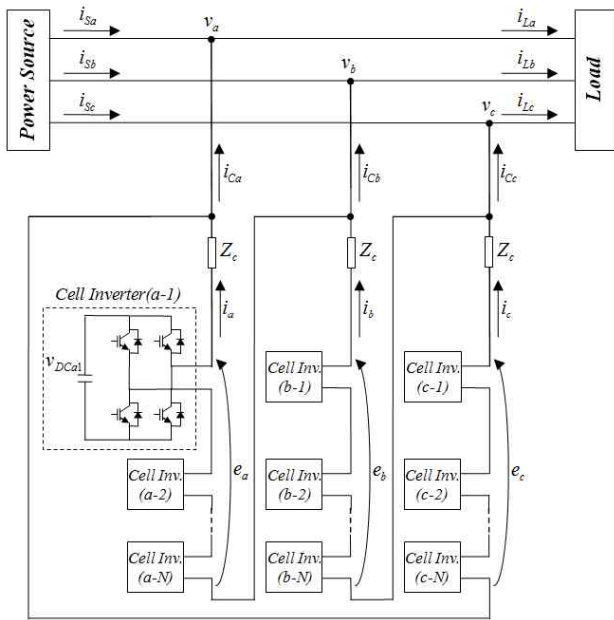 Power Source
i_Sa
i_Sb
i_Sc
v_a
v_b
v_c
i_La
i_Lb
i_Lc
Load
i_Ca
i_Cb
i_Cc
Z_c
Z_c
Z_c
Cell Inverter(a-1)
i_a
i_b
i_c
v_DCa1
Cell Inv.
(b-1)
Cell Inv.
(c-1)
Cell Inv.
(a-2)
e_a
Cell Inv.
(b-2)
e_b
Cell Inv.
(c-2)
e_c
Cell Inv.
(a-N)
Cell Inv.
(b-N)
Cell Inv.
(c-N)